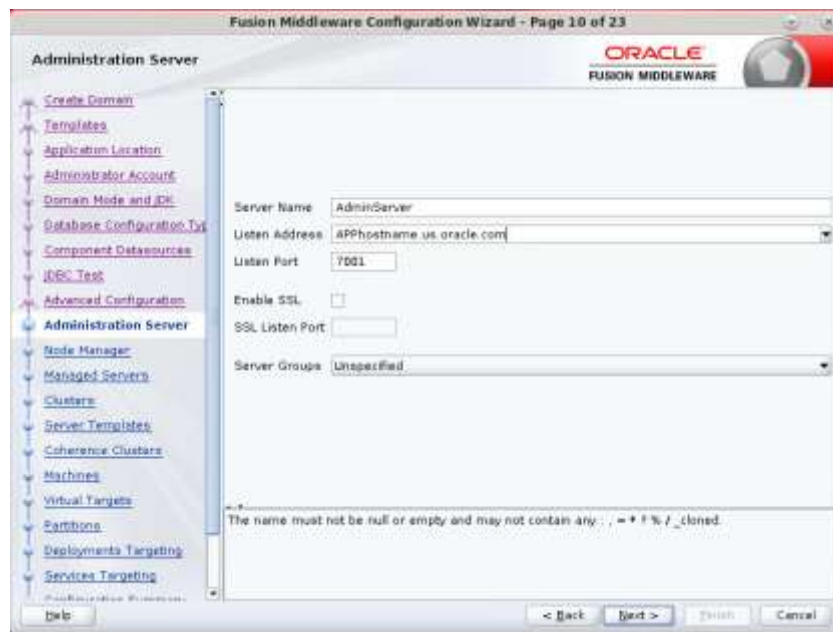 Fusion Middleware Configuration Wizard - Page 10 of 23
Administration Server
ORACLE
FUSION MIDDLEWARE
Create Domain
Templates
Application Location
Administrator Account
Domain Mode and JDK
Database Configuration Typ
Component Datasources
JDBC Test
Advanced Configuration
Administration Server
Node Manager
Managed Servers
Clusters
Server Templates
Coherence Clusters
Machines
Virtual Targets
Partitions
Deployments Targeting
Services Targeting
Configuration Summary
Server Name AdminServer
Listen Address APPhostname.us.oracle.com
Listen Port 7001
Enable SSL
SSL Listen Port
Server Groups Unspecified
The name must not be null or empty and may not contain any : , = * ? % / _cloned.
Help
< Back Next > Finish Cancel